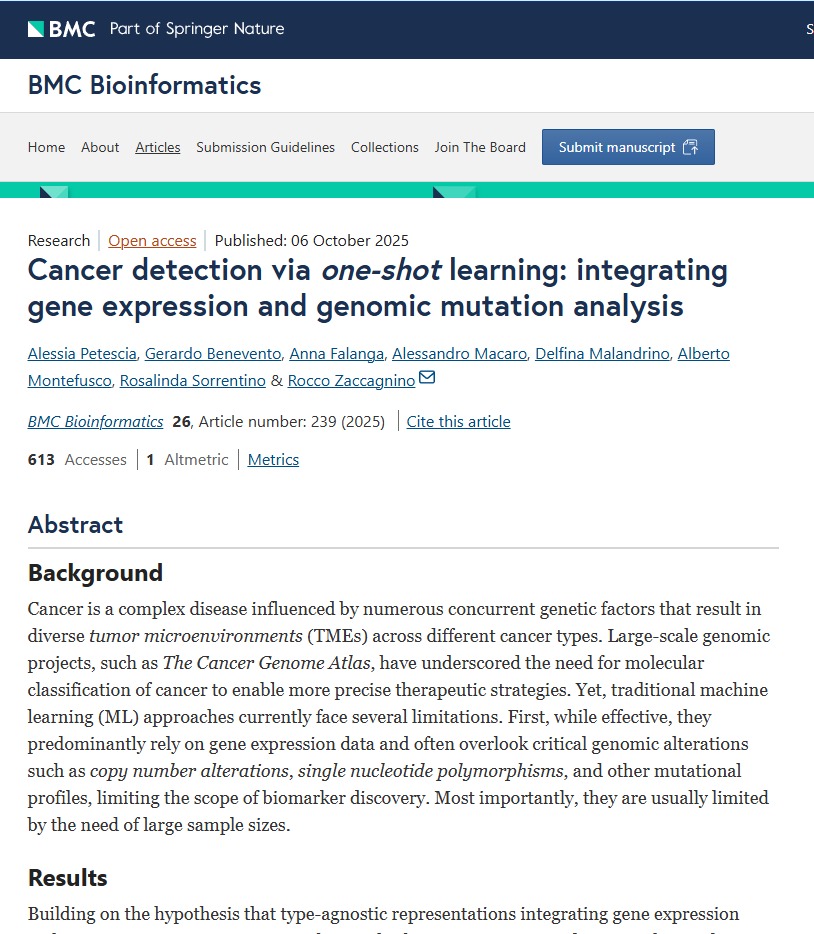 BMC Part of Springer Nature
S
BMC Bioinformatics
Home About Articles Submission Guidelines Collections Join The Board Submit manuscript
Research Open access Published: 06 October 2025
Cancer detection via one-shot learning: integrating
gene expression and genomic mutation analysis
Alessia Petescia, Gerardo Benevento, Anna Falanga, Alessandro Macaro, Delfina Malandrino, Alberto
Montefusco, Rosalinda Sorrentino & Rocco Zaccagnino
BMC Bioinformatics 26, Article number: 239 (2025) Cite this article
613 Accesses 1 Altmetric Metrics
Abstract
Background
Cancer is a complex disease influenced by numerous concurrent genetic factors that result in
diverse tumor microenvironments (TMEs) across different cancer types. Large-scale genomic
projects, such as The Cancer Genome Atlas, have underscored the need for molecular
classification of cancer to enable more precise therapeutic strategies. Yet, traditional machine
learning (ML) approaches currently face several limitations. First, while effective, they
predominantly rely on gene expression data and often overlook critical genomic alterations
such as copy number alterations, single nucleotide polymorphisms, and other mutational
profiles, limiting the scope of biomarker discovery. Most importantly, they are usually limited
by the need of large sample sizes.
Results
Building on the hypothesis that type-agnostic representations integrating gene expression